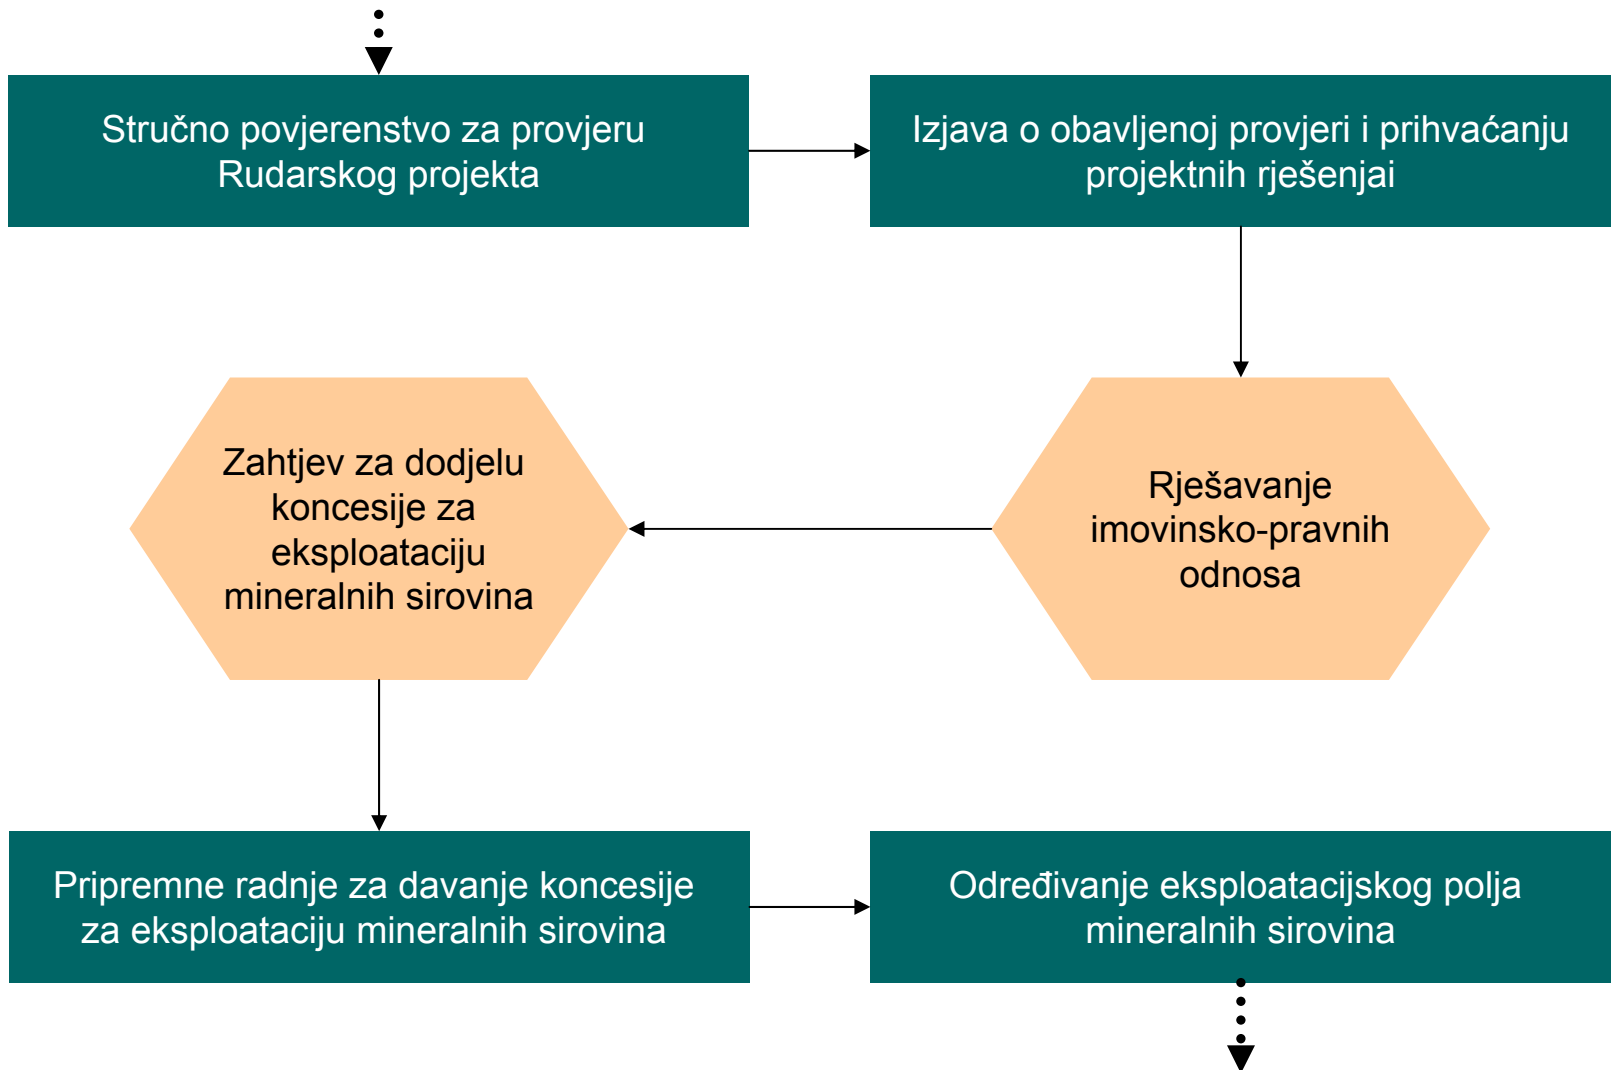 Stručno povjerenstvo za provjeru
Rudarskog projekta
Izjava o obavljenoj provjeri i prihvaćanju
projektnih rješenjai
Zahtjev za dodjelu
koncesije za
eksploataciju
mineralnih sirovina
Rješavanje
imovinsko-pravnih
odnosa
Pripremne radnje za davanje koncesije
za eksploataciju mineralnih sirovina
Određivanje eksploatacijskog polja
mineralnih sirovina